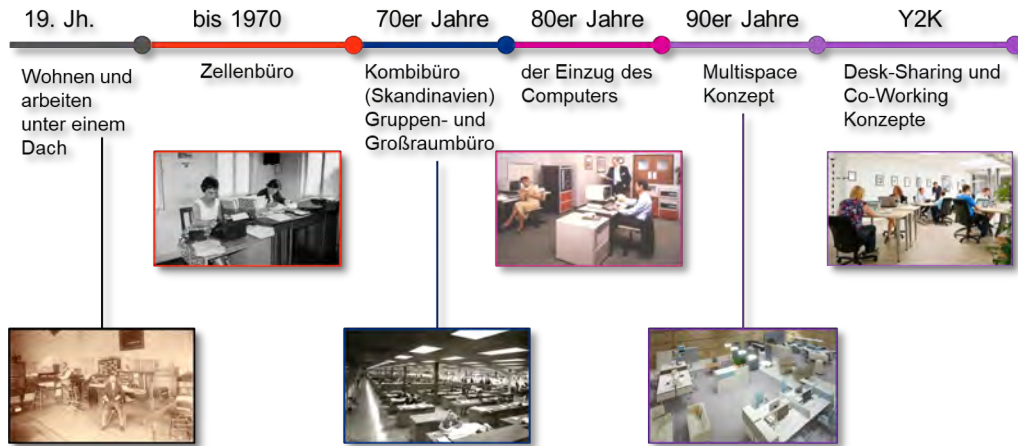 19. Jh.
bis 1970
70er Jahre
80er Jahre
90er Jahre
Y2K
Wohnen und
arbeiten
unter einem
Dach
Zellenbüro
Kombibüro
(Skandinavien)
Gruppen- und
Großraumbüro
der Einzug des
Computers
Multispace
Konzept
Desk-Sharing und
Co-Working
Konzepte